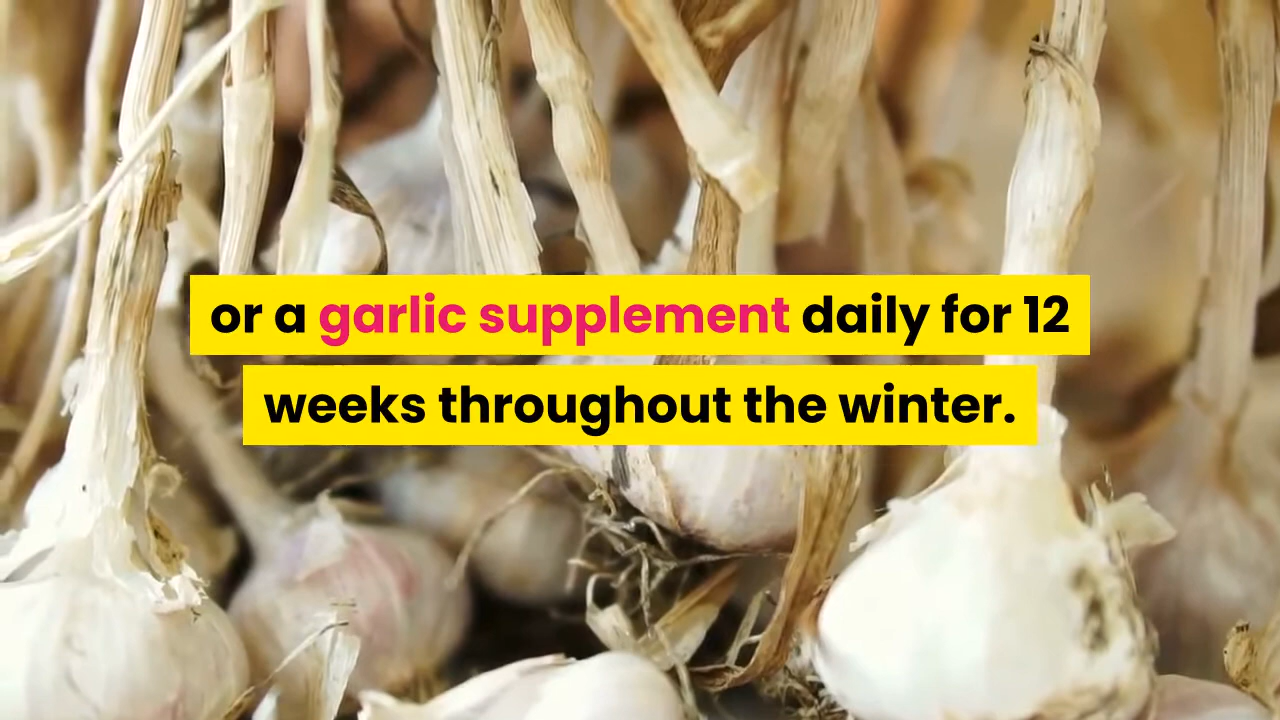 or a garlic supplement daily for 12
weeks throughout the winter.